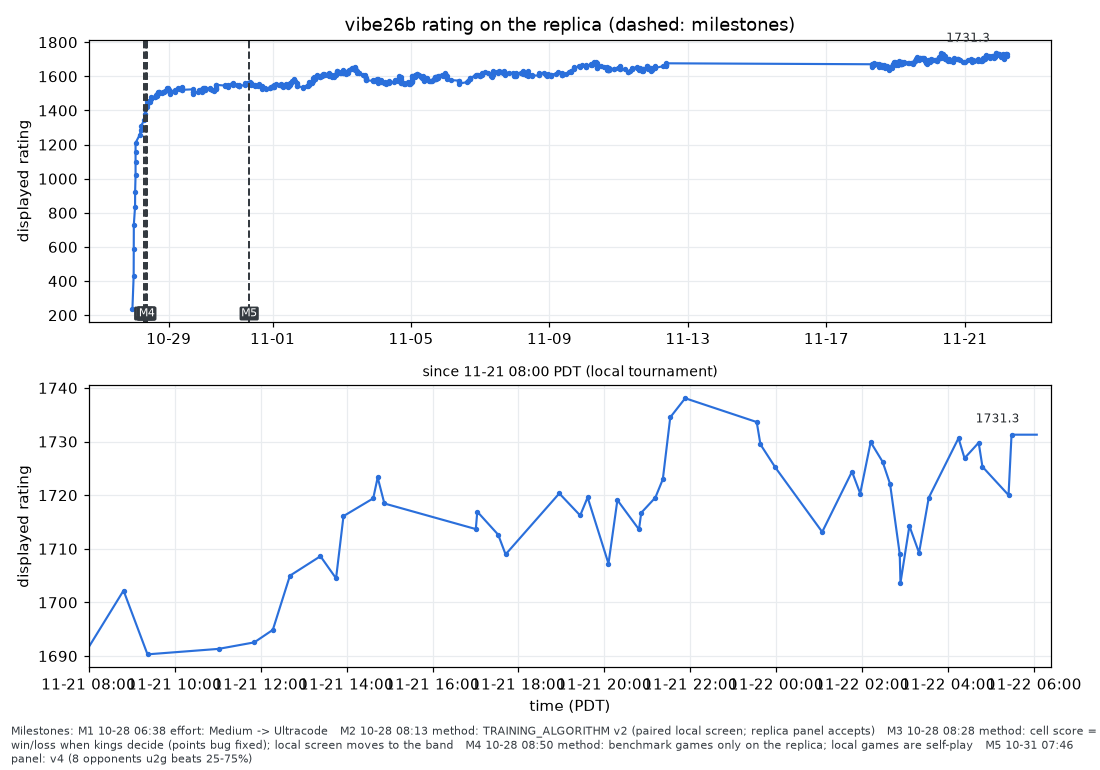 vibe26b rating on the replica (dashed: milestones)
1731.3
displayed rating
1800
1600
1400
1200
1000
800
600
400
200
M4
M5
10-29
11-01
11-05
11-09
11-13
11-17
11-21
since 11-21 08:00 PDT (local tournament)
1731.3
displayed rating
1740
1730
1720
1710
1700
1690
11-21 08:00 11-21 10:00 11-21 12:00 11-21 14:00 11-21 16:00 11-21 18:00 11-21 20:00 11-21 22:00 11-22 00:00 11-22 02:00 11-22 04:00 11-22 06:00
time (PDT)
Milestones: M1 10-28 06:38 effort: Medium -> Ultracode M2 10-28 08:13 method: TRAINING_ALGORITHM v2 (paired local screen; replica panel accepts) M3 10-28 08:28 method: cell score =
win/loss when kings decide (points bug fixed); local screen moves to the band M4 10-28 08:50 method: benchmark games only on the replica; local games are self-play M5 10-31 07:46
panel: v4 (8 opponents u2g beats 25-75%)